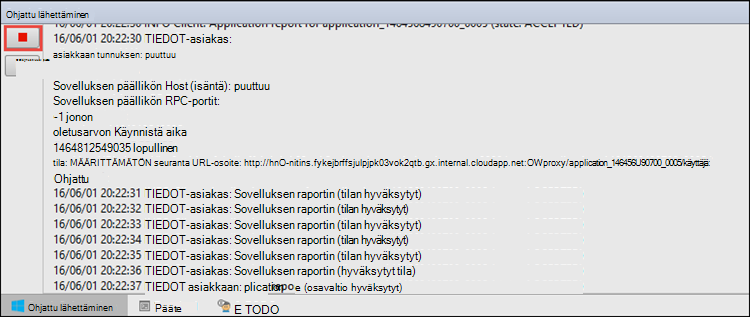 Ohjattu lähettäminen
16/06/01 20:22:30 INFO Client: Application report for application_1464968490700_0005 (state: ACCEPTED)
16/06/01 20:22:30 TIEDOT-asiakas:
asiakkaan tunnuksen: puuttuu
Sovelluksen päällikön Host (isäntä): puuttuu
Sovelluksen päällikön RPC-portit:
-1 jonon
oletusarvon Käynnistä aika
1464812549035 lopullinen
tila: MÄÄRITTÄMÄTÖN seuranta URL-osoite: http://hnO-nitins.fykejbrffsjulpjpk03vok2qtb.gx.internal.cloudapp.net:OWproxy/application_146456U90700_0005/käyttäjä:
Ohjattu
16/06/01 20:22:31 TIEDOT-asiakas: Sovelluksen raportin (tilan hyväksytyt)
16/06/01 20:22:32 TIEDOT-asiakas: Sovelluksen raportin (tilan hyväksytyt)
16/06/01 20:22:33 TIEDOT-asiakas: Sovelluksen raportin (tilan hyväksytyt)
16/06/01 20:22:34 TIEDOT-asiakas: Sovelluksen raportin (tilan hyväksytyt)
16/06/01 20:22:35 TIEDOT-asiakas: Sovelluksen raportin (tilan hyväksytyt)
16/06/01 20:22:36 TIEDOT-asiakas: Sovelluksen raportin (hyväksytyt tila)
16/06/01 20:22:37 TIEDOT asiakkaan: plication repo e (osavaltio hyväksytyt)
Ohjattu lähettäminen
Pääte
E TODO